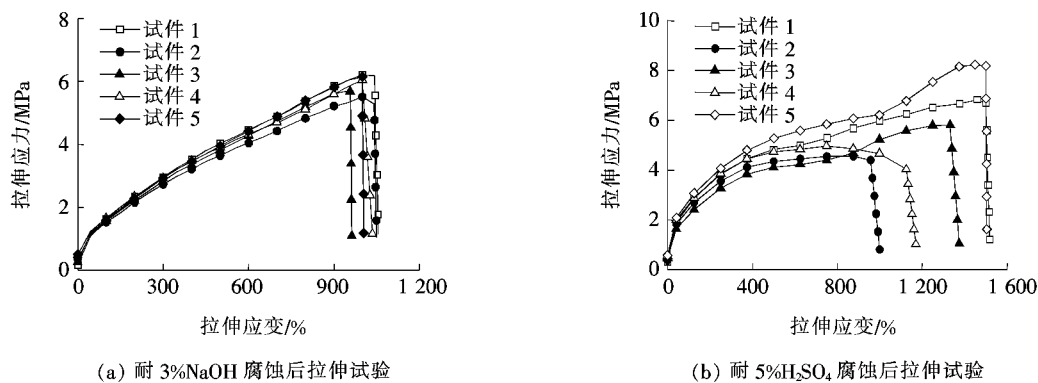 8
6
4
2
0
拉伸应力/MPa
试件 1
试件 2
试件 3
试件 4
试件 5
0 300 600 900 1 200
拉伸应变/%
(a) 耐 3%NaOH 腐蚀后拉伸试验
10
8
6
4
2
0
拉伸应力/MPa
试件 1
试件 2
试件 3
试件 4
试件 5
0 400 800 1 200 1 600
拉伸应变/%
(b) 耐 5%H₂SO₄ 腐蚀后拉伸试验